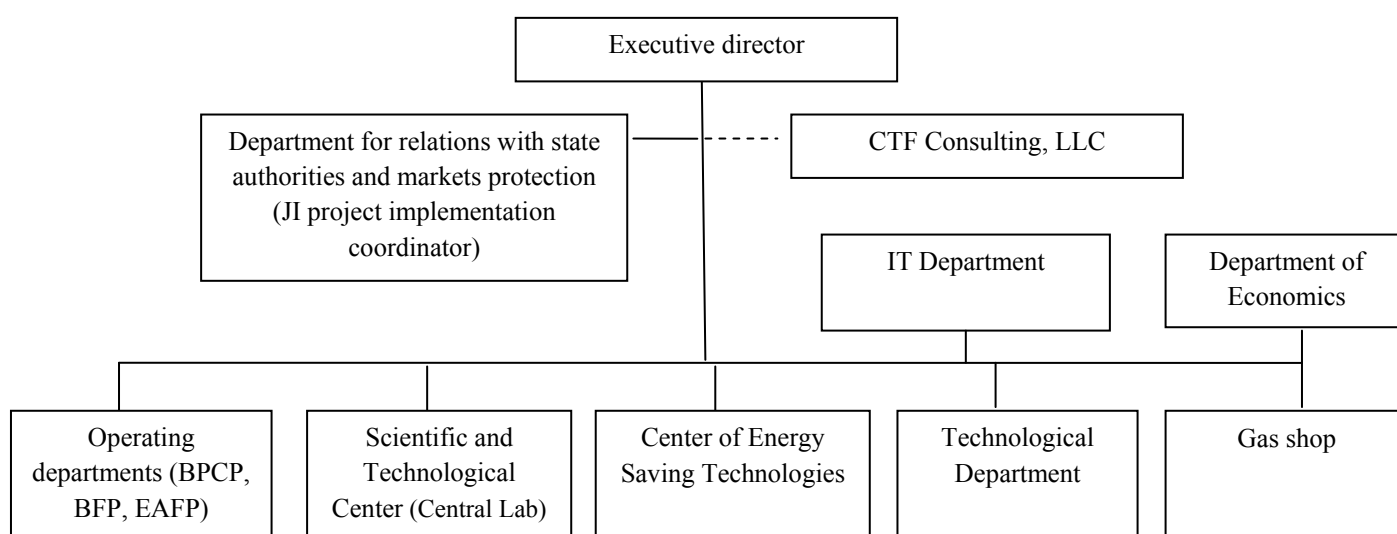 Executive director
Department for relations with state
authorities and markets protection
(JI project implementation
coordinator)
CTF Consulting, LLC
IT Department
Department of
Economics
Operating
departments (BPCP,
BFP, EAFP)
Scientific and
Technological
Center (Central Lab)
Center of Energy
Saving Technologies
Technological
Department
Gas shop